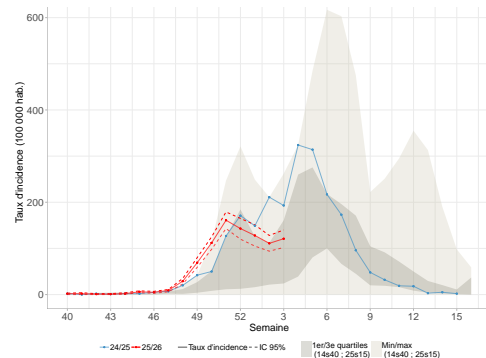 600
400
200
0
Taux d'incidence (100 000 hab.)
40 43 46 49 52 3 6 9 12 15
Semaine
24/25 25/26 Taux d'incidence IC 95% 1er/3e quartiles Min/max
(14s40 ; 25s15) (14s40 ; 25s15)